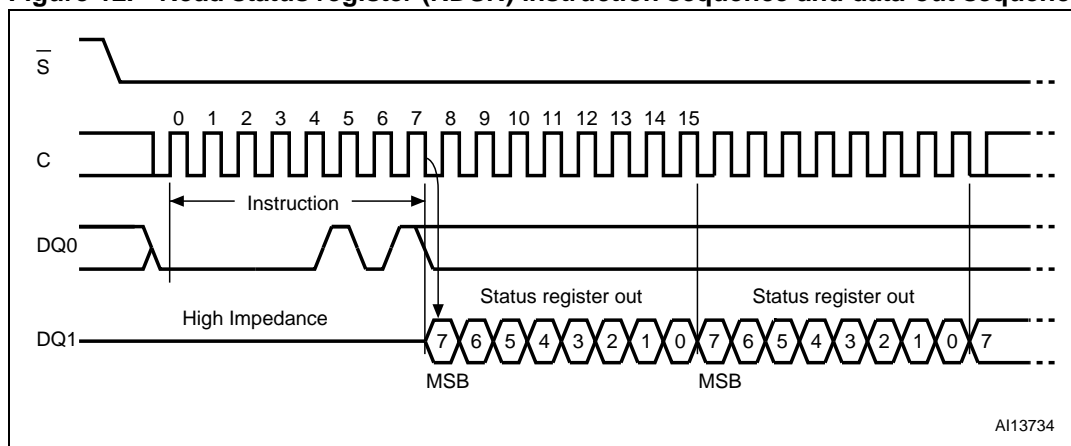 Figure 12. Read status register (RDSR) instruction sequence and data-out sequence
S
0 1 2 3 4 5 6 7 8 9 10 11 12 13 14 15
C
Instruction
DQ0
Status register out Status register out
High Impedance
DQ1 7 6 5 4 3 2 1 0 7 6 5 4 3 2 1 0 7
MSB MSB
AI13734